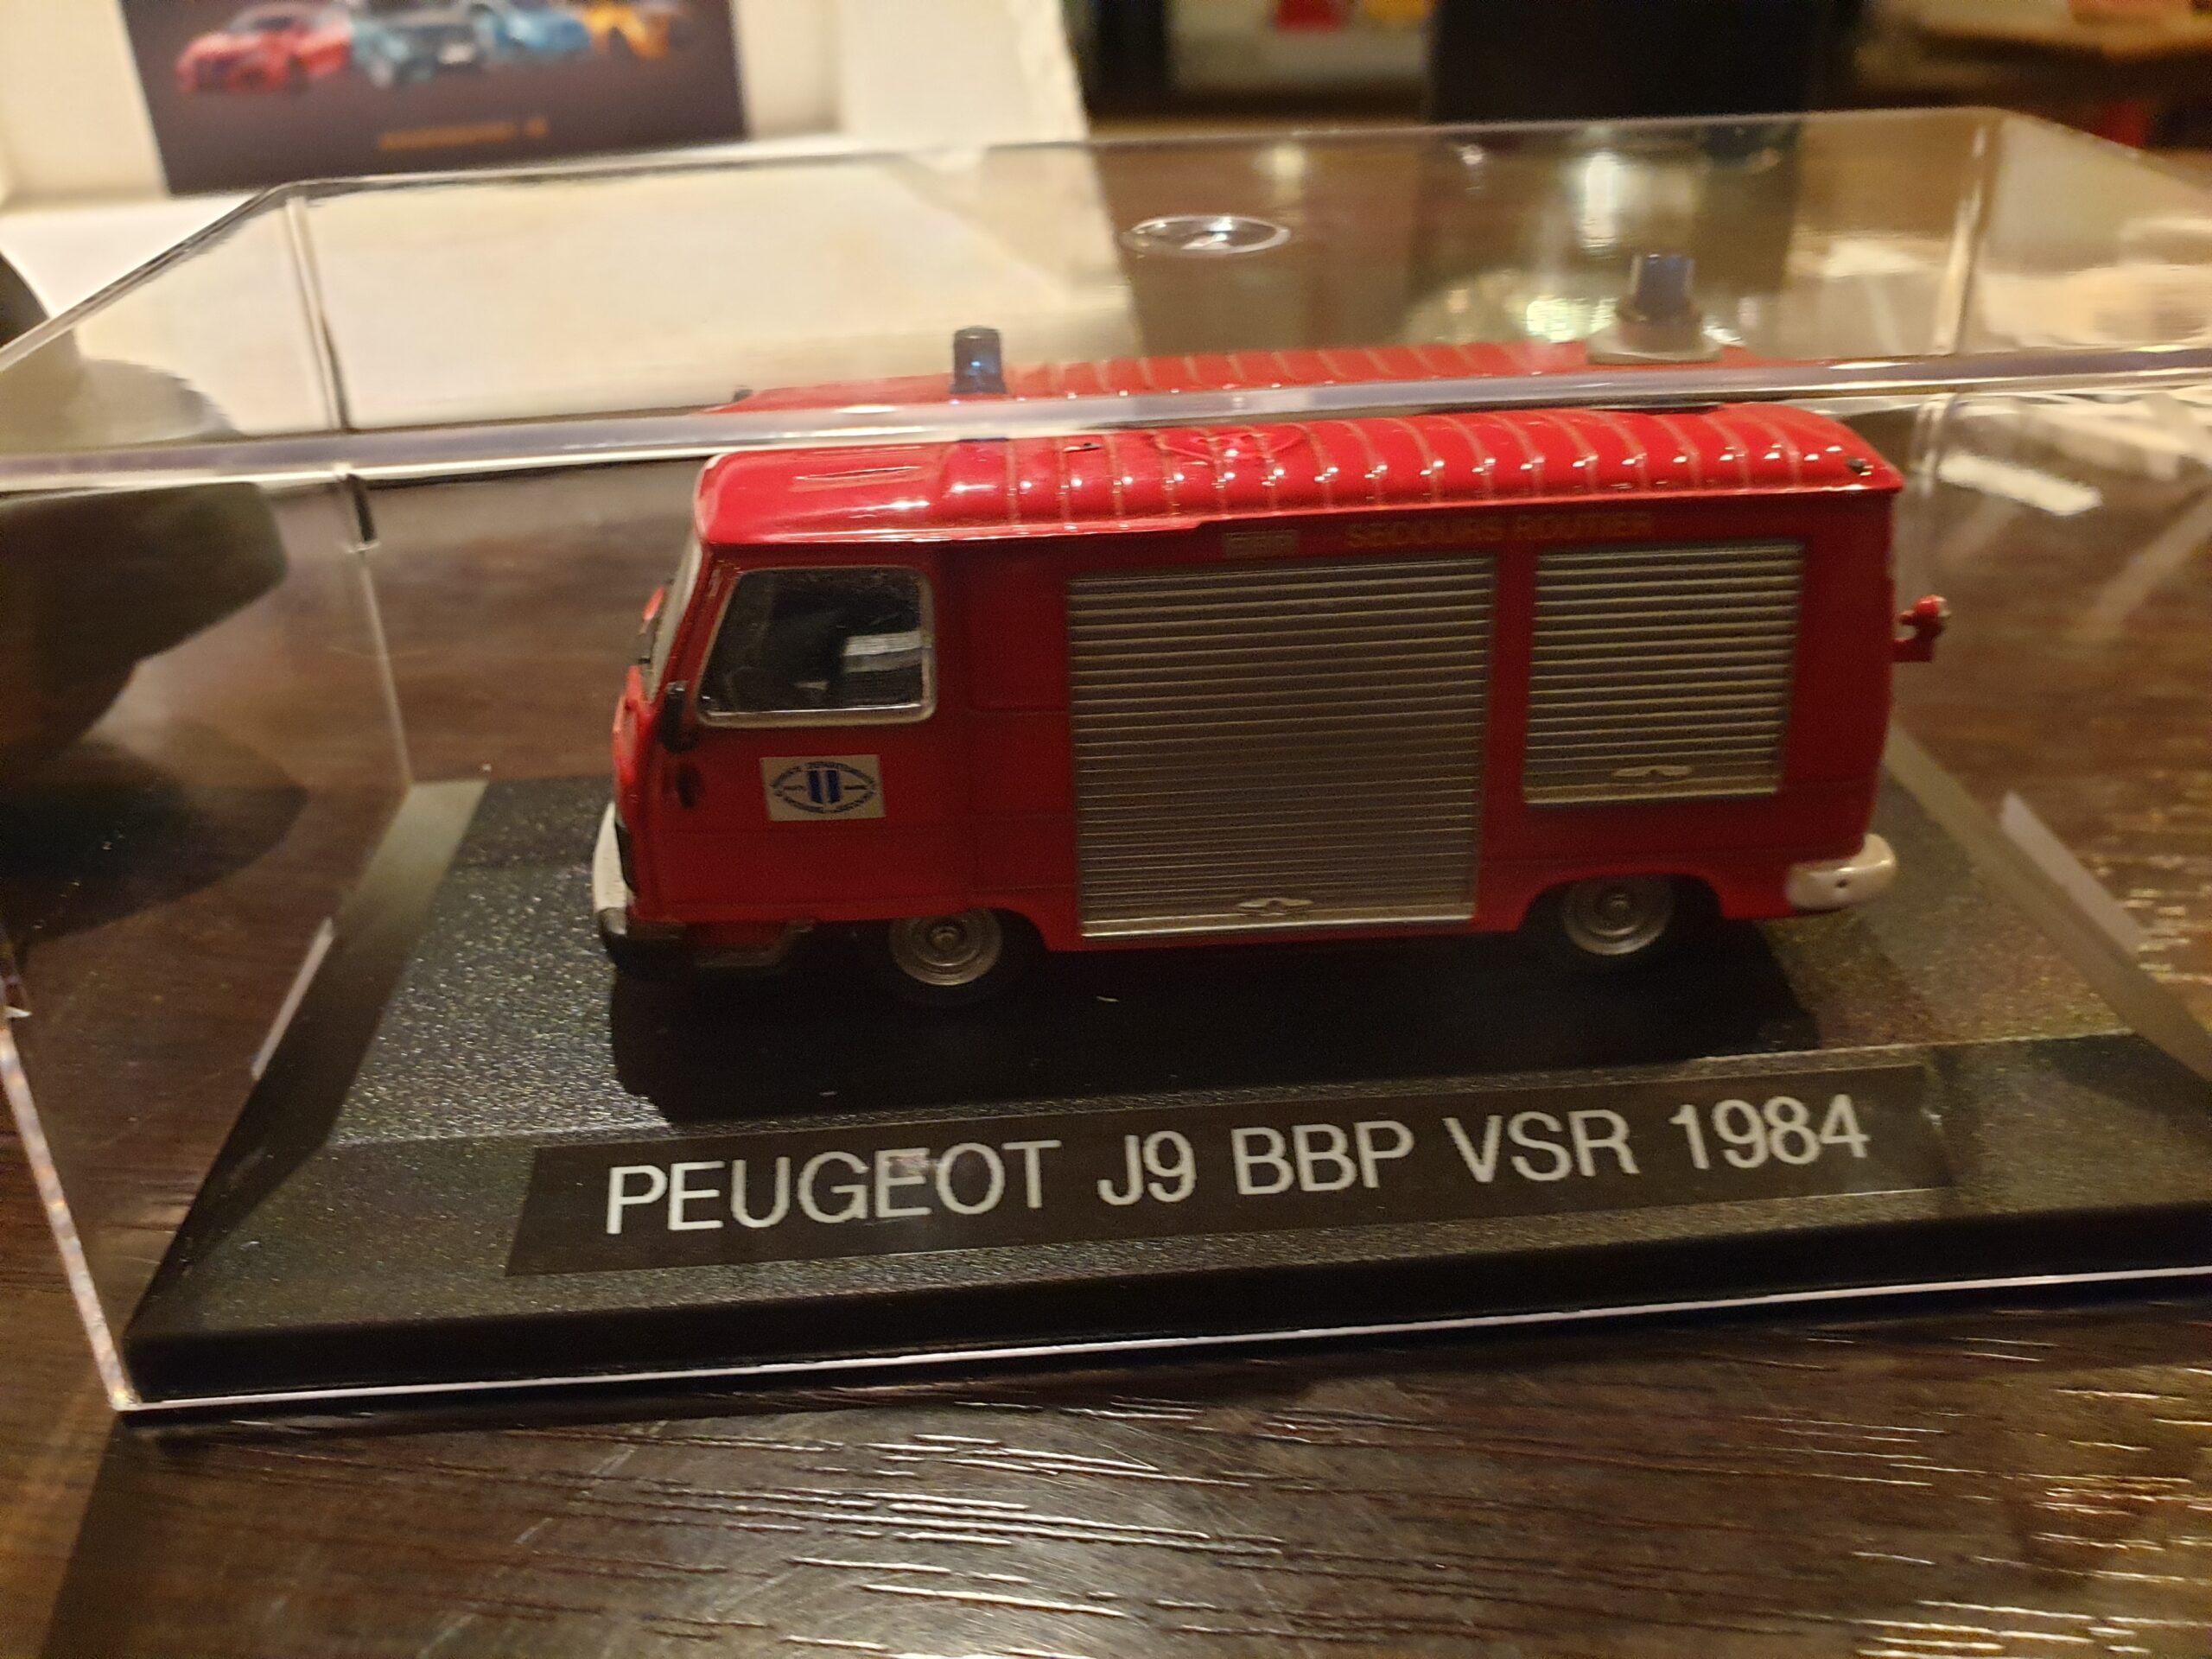 SECOURS ROUTIER
PEUGEOT J9 BBP VSR 1984